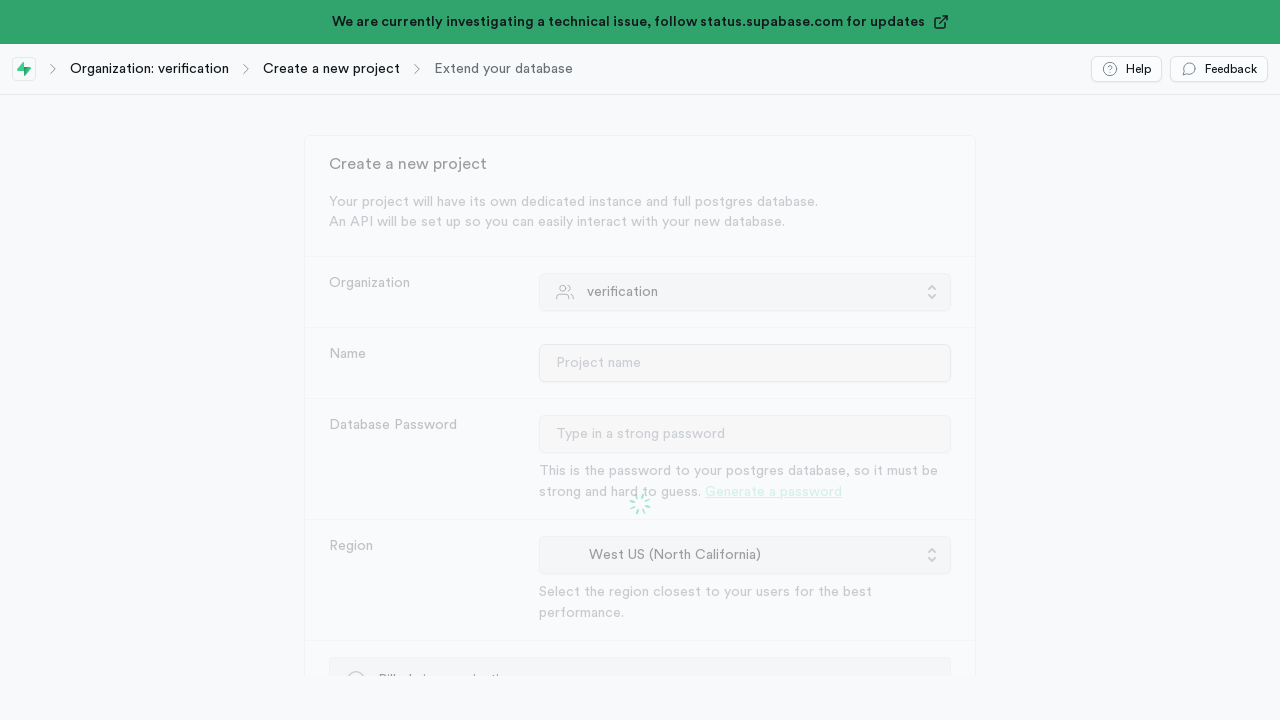 We are currently investigating a technical issue, follow status.supabase.com for updates
Organization: verification
Create a new project
Extend your database
Help
Feedback
Create a new project
Your project will have its own dedicated instance and full postgres database.
An API will be set up so you can easily interact with your new database.
Organization
verification
Name
Project name
Database Password
Type in a strong password
This is the password to your postgres database, so it must be
strong and hard to guess. Generate a password
Region
West US (North California)
Select the region closest to your users for the best
performance.